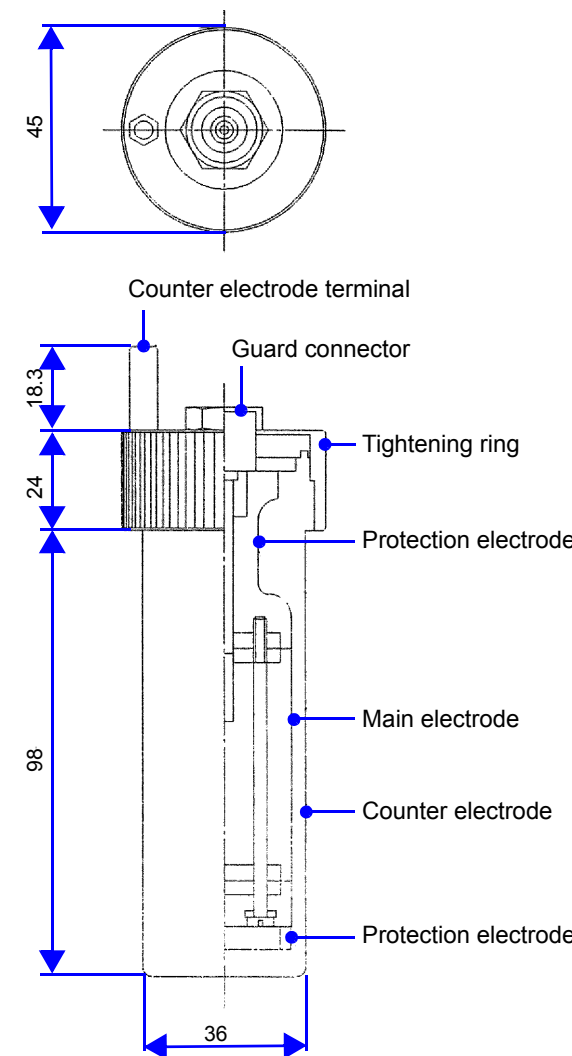 45
Counter electrode terminal
Guard connector
18.3
Tightening ring
24
Protection electrode
Main electrode
98
Counter electrode
Protection electrode
36